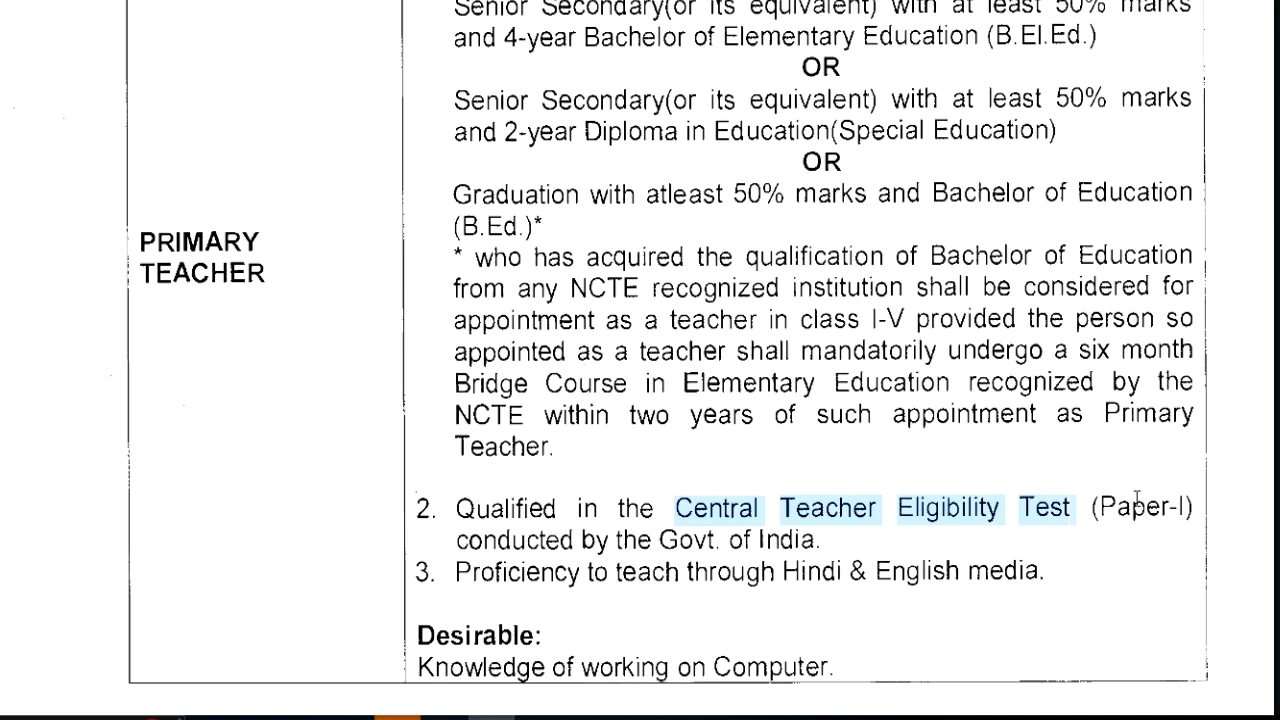 Senior Secondary(or its equivalent) with at least 50% marks
and 4-year Bachelor of Elementary Education (B.El.Ed.)
OR
Senior Secondary(or its equivalent) with at least 50% marks
and 2-year Diploma in Education(Special Education)
OR
Graduation with atleast 50% marks and Bachelor of Education
(B.Ed.)*
PRIMARY
TEACHER
* who has acquired the qualification of Bachelor of Education
from any NCTE recognized institution shall be considered for
appointment as a teacher in class I-V provided the person so
appointed as a teacher shall mandatorily undergo a six month
Bridge Course in Elementary Education recognized by the
NCTE within two years of such appointment as Primary
Teacher.
2. Qualified in the Central Teacher Eligibility Test (Paper-I)
conducted by the Govt. of India.
3. Proficiency to teach through Hindi & English media.
Desirable:
Knowledge of working on Computer.